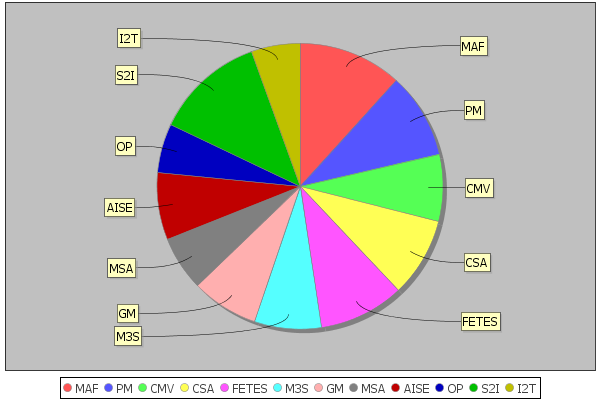 I2T
MAF
S2I
PM
OP
CMV
AISE
CSA
MSA
GM
FETES
M3S
MAF PM CMV CSA FETES M3S GM MSA AISE OP S2I I2T